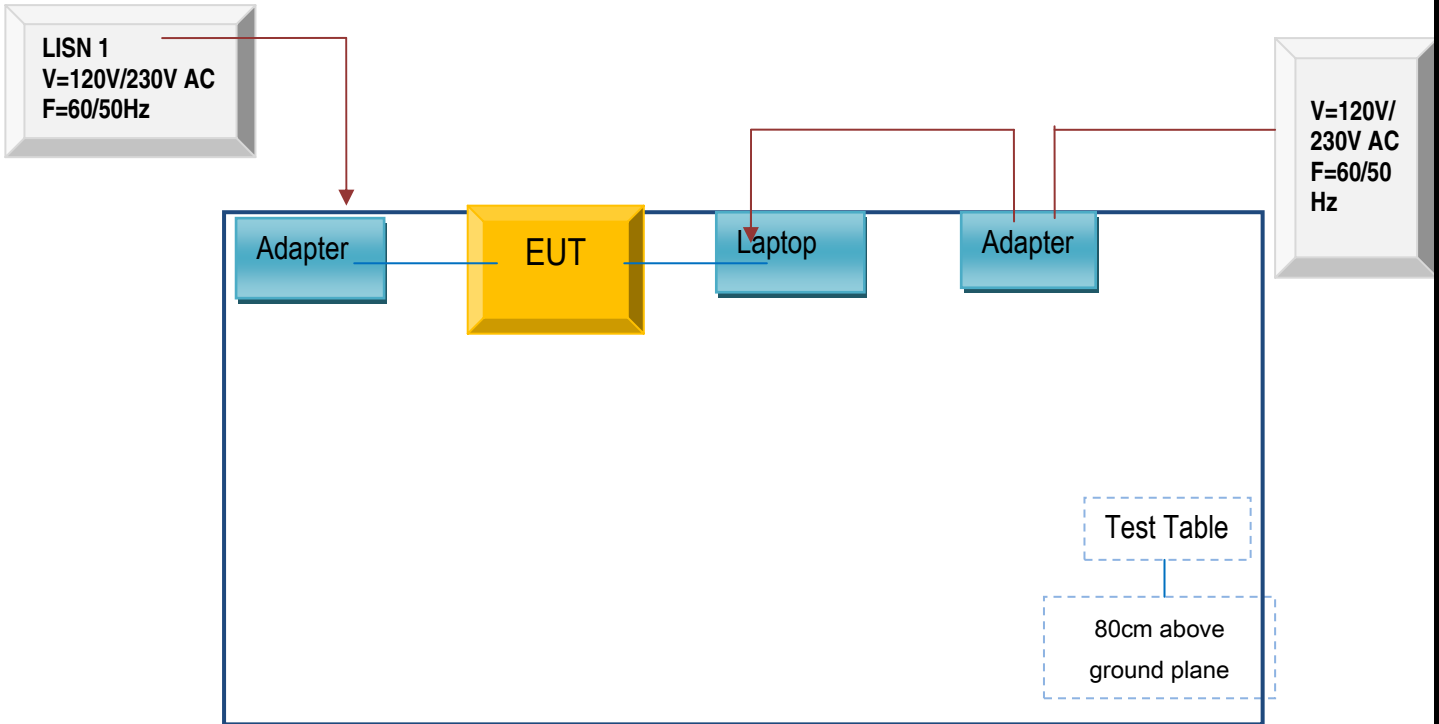 LISN 1
V=120V/230V AC
F=60/50Hz
V=120V/
230V AC
F=60/50
Hz
Adapter
EUT
Laptop
Adapter
Test Table
80cm above
ground plane